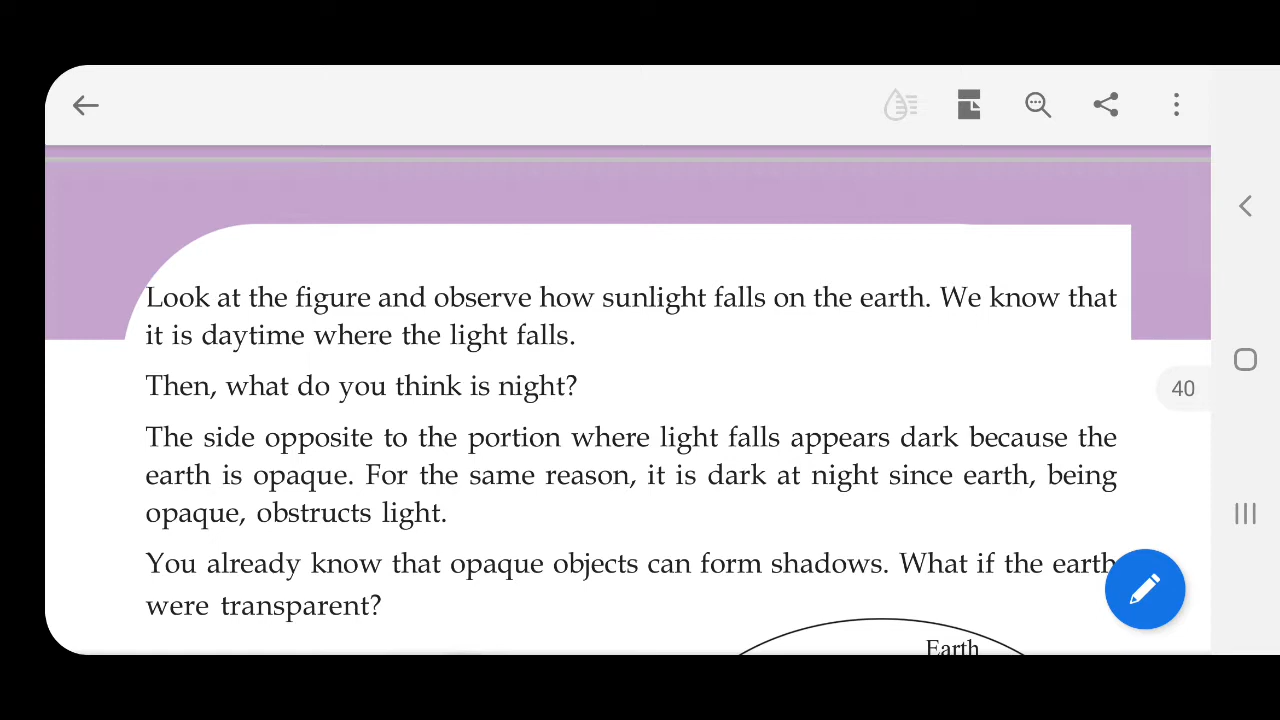 Look at the figure and observe how sunlight falls on the earth. We know that
it is daytime where the light falls.
Then, what do you think is night?
40
The side opposite to the portion where light falls appears dark because the
earth is opaque. For the same reason, it is dark at night since earth, being
opaque, obstructs light.
You already know that opaque objects can form shadows. What if the earth
were transparent?
Earth